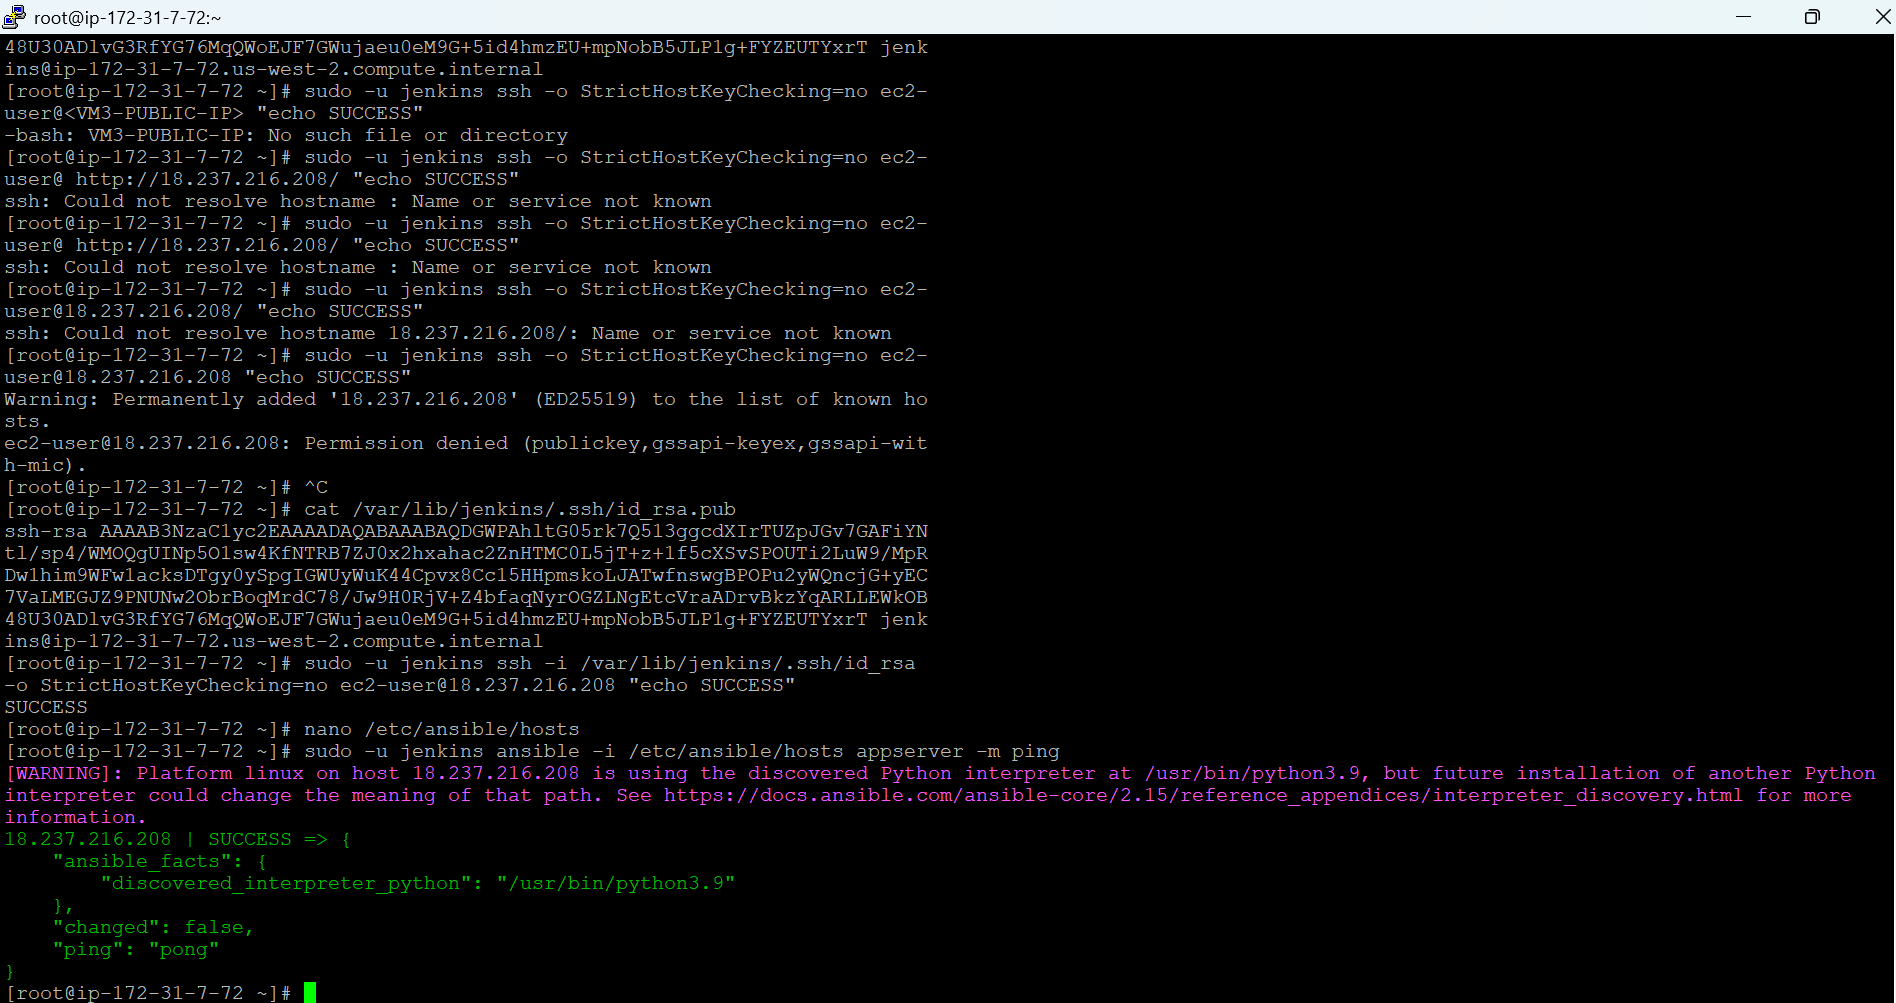 root@ip-172-31-7-72:~
48U30ADlvG3RfYG76MqQWoEJF7GWujaeu0eM9G+5id4hmzEU+mpNobB5JLP1g+FYZEUTYxrT jenk
ins@ip-172-31-7-72.us-west-2.compute.internal
[root@ip-172-31-7-72 ~]# sudo -u jenkins ssh -o StrictHostKeyChecking=no ec2-
user@<VM3-PUBLIC-IP> "echo SUCCESS"
-bash: VM3-PUBLIC-IP: No such file or directory
[root@ip-172-31-7-72 ~]# sudo -u jenkins ssh -o StrictHostKeyChecking=no ec2-
user@ http://18.237.216.208/ "echo SUCCESS"
ssh: Could not resolve hostname : Name or service not known
[root@ip-172-31-7-72 ~]# sudo -u jenkins ssh -o StrictHostKeyChecking=no ec2-
user@ http://18.237.216.208/ "echo SUCCESS"
ssh: Could not resolve hostname : Name or service not known
[root@ip-172-31-7-72 ~]# sudo -u jenkins ssh -o StrictHostKeyChecking=no ec2-
user@18.237.216.208/ "echo SUCCESS"
ssh: Could not resolve hostname 18.237.216.208/: Name or service not known
[root@ip-172-31-7-72 ~]# sudo -u jenkins ssh -o StrictHostKeyChecking=no ec2-
user@18.237.216.208 "echo SUCCESS"
Warning: Permanently added '18.237.216.208' (ED25519) to the list of known ho
sts.
ec2-user@18.237.216.208: Permission denied (publickey,gssapi-keyex,gssapi-wit
h-mic).
[root@ip-172-31-7-72 ~]# ^C
[root@ip-172-31-7-72 ~]# cat /var/lib/jenkins/.ssh/id_rsa.pub
ssh-rsa AAAAB3NzaC1yc2EAAAADAQABAAABAQDGWPAhltG05rk7Q513ggcdXIrTUZpJGv7GAFiYN
tl/sp4/WMOQgUINp5O1sw4KfNTRB7ZJ0x2hxahac2ZnHTMC0L5jT+z+1f5cXSvSPOUTi2LuW9/MpR
Dw1him9WFwlacksDTgy0ySpgIGWUyWuK44Cpvx8Cc15HHpmskoLJATwfnswgBPOPu2yWQncjG+yEC
7VaLMEGJZ9PNUNw2ObrBoqMrdC78/Jw9H0RjV+Z4bfaqNyrOGZLNgEtcVraADrvBkzYqARLLEWkOB
48U30ADlvG3RfYG76MqQWoEJF7GWujaeu0eM9G+5id4hmzEU+mpNobB5JLP1g+FYZEUTYxrT jenk
ins@ip-172-31-7-72.us-west-2.compute.internal
[root@ip-172-31-7-72 ~]# sudo -u jenkins ssh -i /var/lib/jenkins/.ssh/id_rsa
-o StrictHostKeyChecking=no ec2-user@18.237.216.208 "echo SUCCESS"
SUCCESS
[root@ip-172-31-7-72 ~]# nano /etc/ansible/hosts
[root@ip-172-31-7-72 ~]# sudo -u jenkins ansible -i /etc/ansible/hosts appserver -m ping
[WARNING]: Platform linux on host 18.237.216.208 is using the discovered Python interpreter at /usr/bin/python3.9, but future installation of another Python
interpreter could change the meaning of that path. See https://docs.ansible.com/ansible-core/2.15/reference_appendices/interpreter_discovery.html for more
information.
18.237.216.208 | SUCCESS => {
    "ansible_facts": {
        "discovered_interpreter_python": "/usr/bin/python3.9"
    },
    "changed": false,
    "ping": "pong"
}
[root@ip-172-31-7-72 ~]#